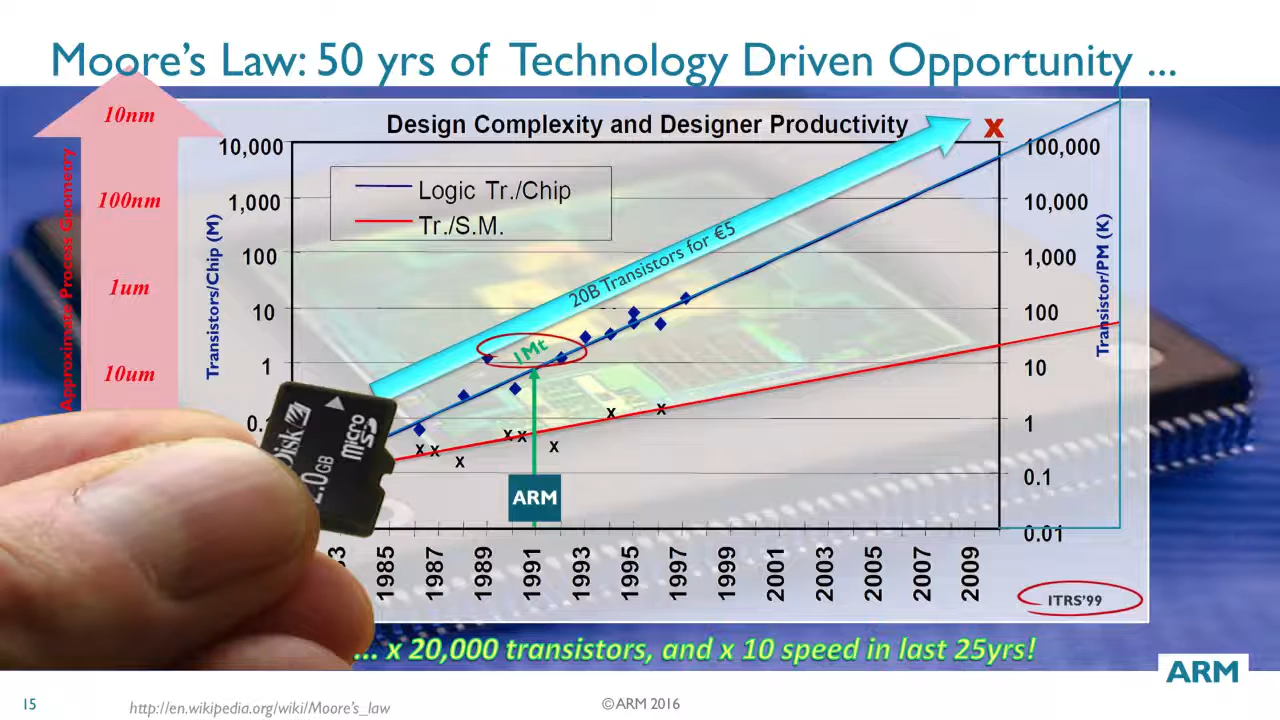 Moore's Law: 50 yrs of Technology Driven Opportunity ...
10nm
100nm
1um
10um
Approximate Process Geometry
Design Complexity and Designer Productivity
X
Logic Tr./Chip
Tr./S.M.
10,000
1,000
100
10
1
0.
Transistors/Chip (M)
100,000
10,000
1,000
100
10
1
0.1
0.01
Transistor/PM (K)
20B Transistors for €5
1Mt
ARM
x x x x x x x x
micro
SD
2.0GB
1985 1987 1989 1991 1993 1995 1997 1999 2001 2003 2005 2007 2009
ITRS'99
... x 20,000 transistors, and x 10 speed in last 25yrs!
ARM
15
http://en.wikipedia.org/wiki/Moore's_law
©ARM 2016